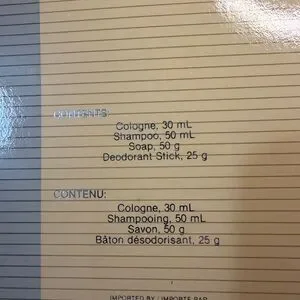 CONTENTS:
Cologne, 30 mL
Shampoo, 50 mL
Soap, 50 g
Deodorant Stick, 25 g
CONTENU:
Cologne, 30 mL
Shampooing, 50 mL
Savon, 50 g
Bâton désodorisant, 25 g
IMPORTED BY / IMPORTE PAR